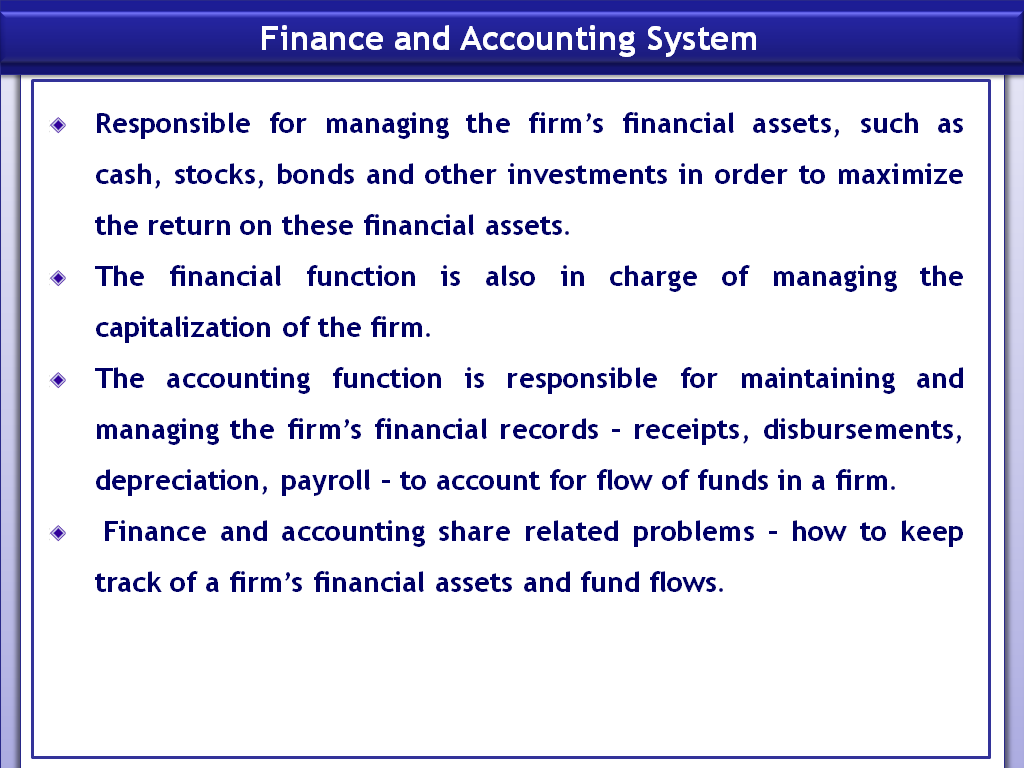 Finance and Accounting System
Responsible for managing the firm’s financial assets, such as
cash, stocks, bonds and other investments in order to maximize
the return on these financial assets.
The financial function is also in charge of managing the
capitalization of the firm.
The accounting function is responsible for maintaining and
managing the firm’s financial records – receipts, disbursements,
depreciation, payroll – to account for flow of funds in a firm.
Finance and accounting share related problems – how to keep
track of a firm’s financial assets and fund flows.